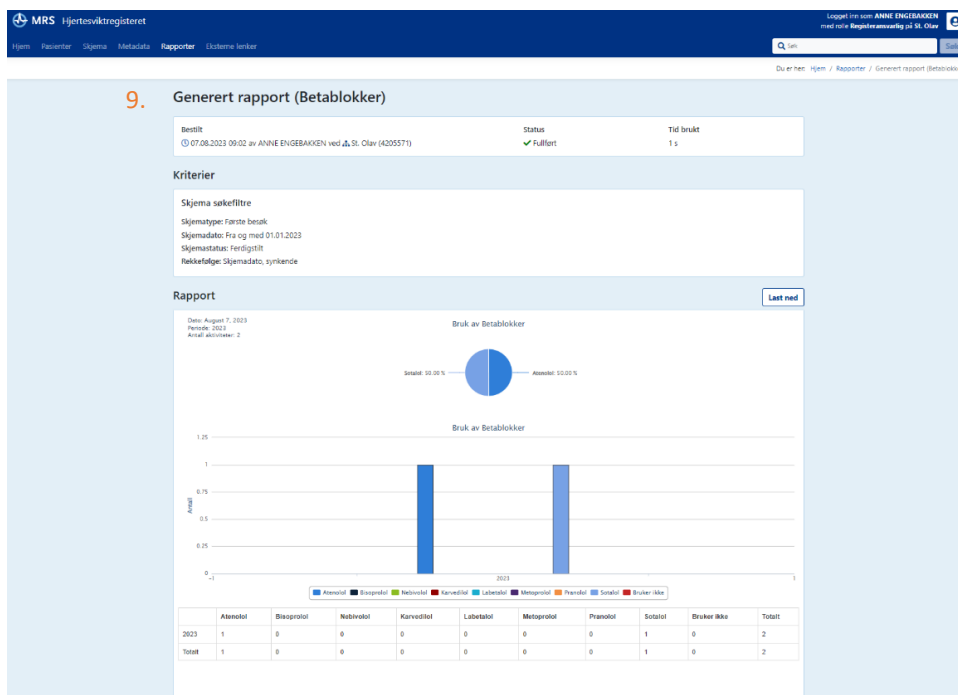 MRS Hjertesviktregisteret
Logget inn som ANNE ENGEBAKKEN
med rolle Registeransvarlig på St. Olav
Hjem Pasienter Skjema Metadata Rapporter Eksterne lenker
Søk
Du er her: Hjem / Rapporter / Generert rapport (Betablokke
9. Generert rapport (Betablokker)
Bestilt Status Tid brukt
07.08.2023 09:02 av ANNE ENGEBAKKEN ved St. Olav (4205571) Fullført 1 s
Kriterier
Skjema søkefiltre
Skjematype: Første besøk
Skjemadato: Fra og med 01.01.2023
Skjemastatus: Ferdigstilt
Rekkefølge: Skjemadato, synkende
Rapport Last ned
Dato: August 7, 2023
Periode: 2023
Antall aktiviteter: 2
Bruk av Betablokker
Sotalol: 50.00 % Atenolol: 50.00 %
Bruk av Betablokker
1.25
1
0.75
0.5
0.25
0
Antall
-1 2023 1
Atenolol Bisoprolol Nebivolol Karvedilol Labetalol Metoprolol Pranolol Sotalol Bruker ikke
Atenolol Bisoprolol Nebivolol Karvedilol Labetalol Metoprolol Pranolol Sotalol Bruker ikke Totalt
2023 1 0 0 0 0 0 0 1 0 2
Totalt 1 0 0 0 0 0 0 1 0 2